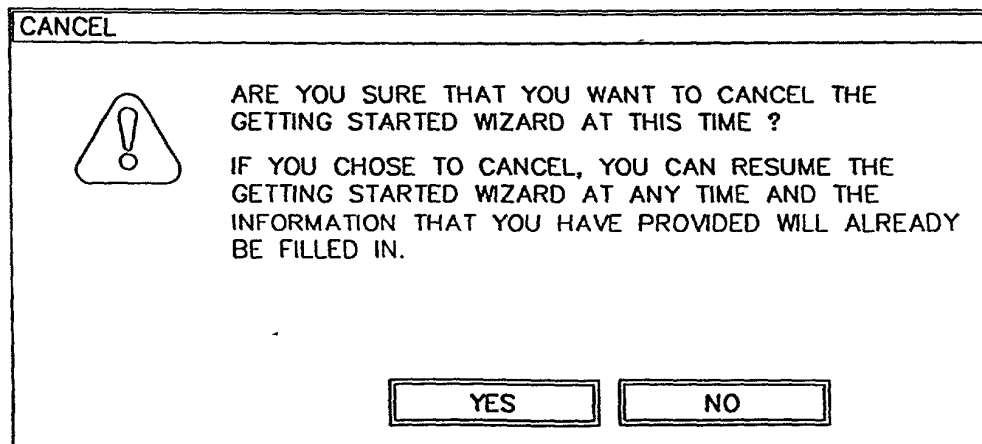 CANCEL
ARE YOU SURE THAT YOU WANT TO CANCEL THE
GETTING STARTED WIZARD AT THIS TIME ?
IF YOU CHOSE TO CANCEL, YOU CAN RESUME THE
GETTING STARTED WIZARD AT ANY TIME AND THE
INFORMATION THAT YOU HAVE PROVIDED WILL ALREADY
BE FILLED IN.
YES
NO